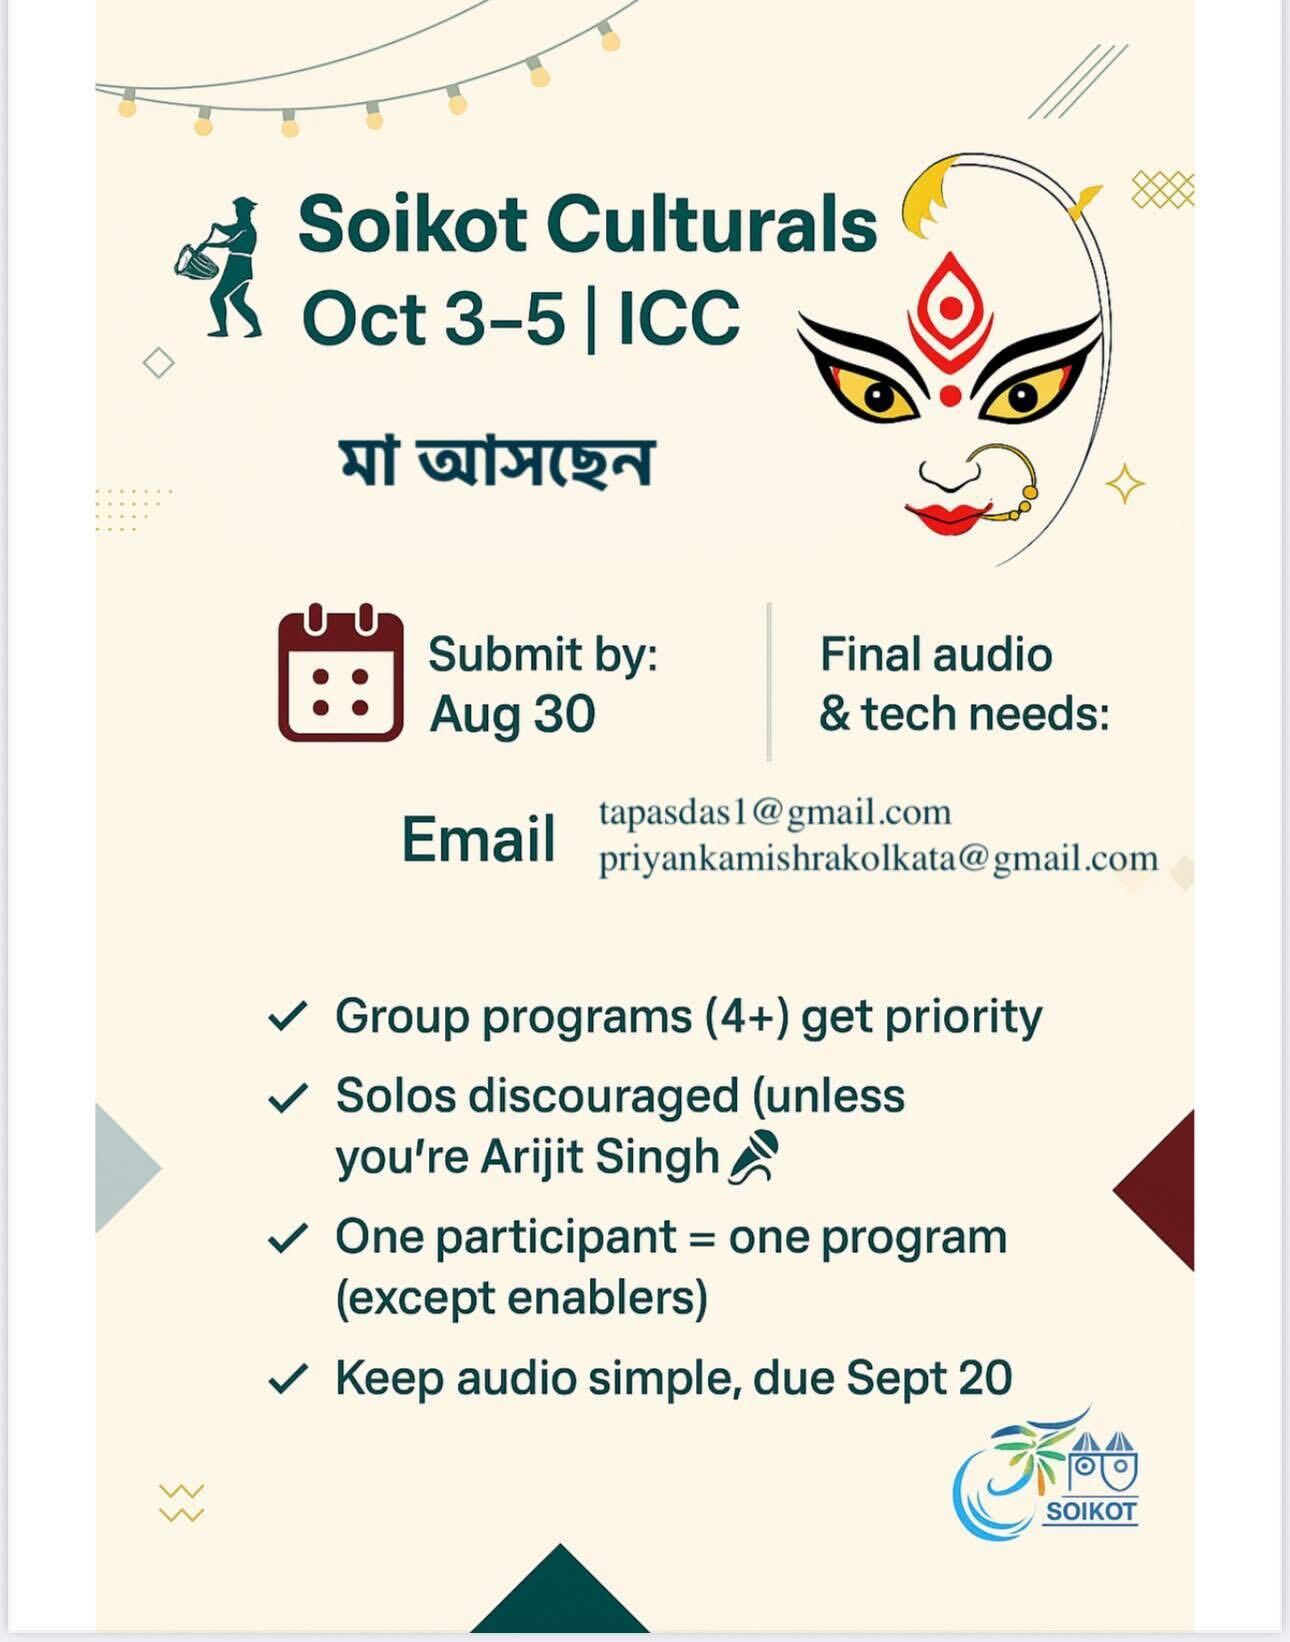 Soikot Culturals
Oct 3–5 | ICC
মা আসছেন
Submit by:
Aug 30
Final audio
& tech needs:
Email
tapasdas1@gmail.com
priyankamishrakolkata@gmail.com
✓ Group programs (4+) get priority
✓ Solos discouraged (unless
you're Arijit Singh
✓ One participant = one program
(except enablers)
✓ Keep audio simple, due Sept 20
SOIKOT